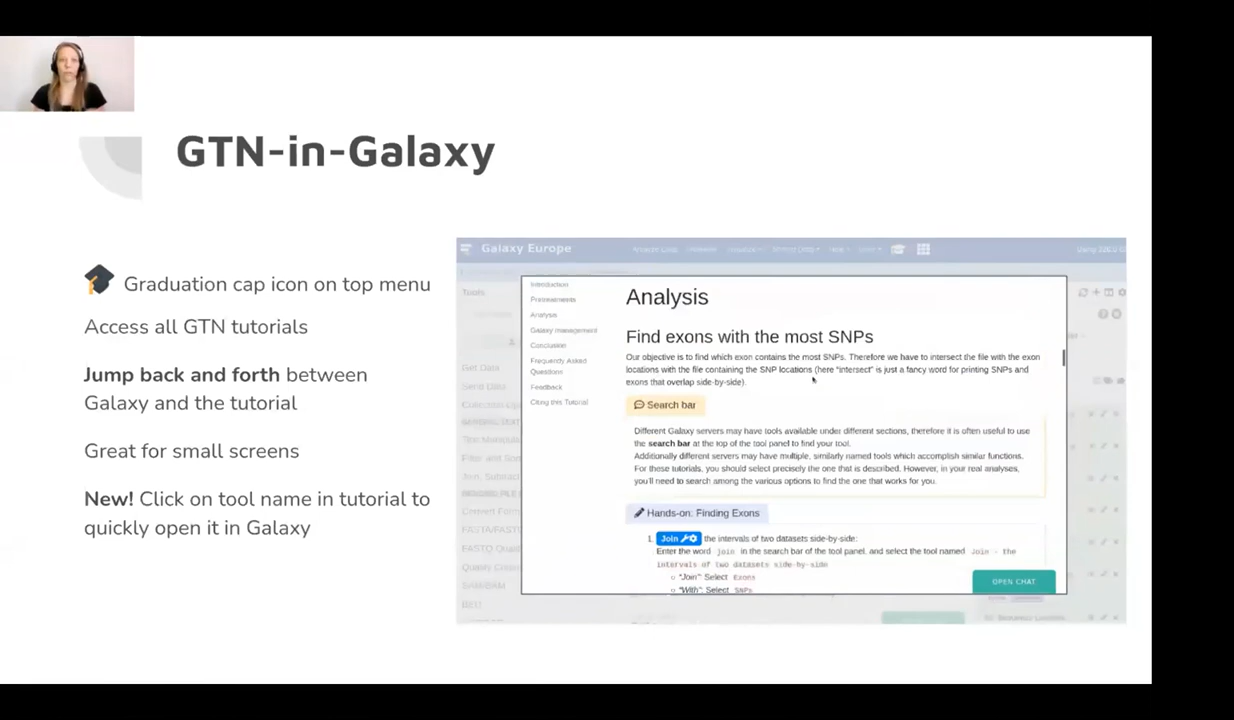 GTN-in-Galaxy
Graduation cap icon on top menu
Access all GTN tutorials
Jump back and forth between
Galaxy and the tutorial
Great for small screens
New! Click on tool name in tutorial to
quickly open it in Galaxy
Galaxy Europe
Tools
Get Data
Send Data
Introduction
Pretreatments
Analysis
Galaxy management
Conclusion
Frequently Asked
Questions
Feedback
Citing this Tutorial
Analysis
Find exons with the most SNPs
Our objective is to find which exon contains the most SNPs. Therefore we have to intersect the file with the exon
locations with the file containing the SNP locations (here "intersect" is just a fancy word for printing SNPs and
exons that overlap side-by-side).
Search bar
Different Galaxy servers may have tools available under different sections, therefore it is often useful to use
the search bar at the top of the tool panel to find your tool.
Additionally different servers may have multiple, similarly named tools which accomplish similar functions.
For these tutorials, you should select precisely the one that is described. However, in your real analyses,
you'll need to search among the various options to find the one that works for you.
Hands-on: Finding Exons
1. Join the intervals of two datasets side-by-side:
Enter the word join in the search bar of the tool panel, and select the tool named Join - the
intervals of two datasets side-by-side
"Join": Select Exons
"With": Select SNPs
OPEN CHAT